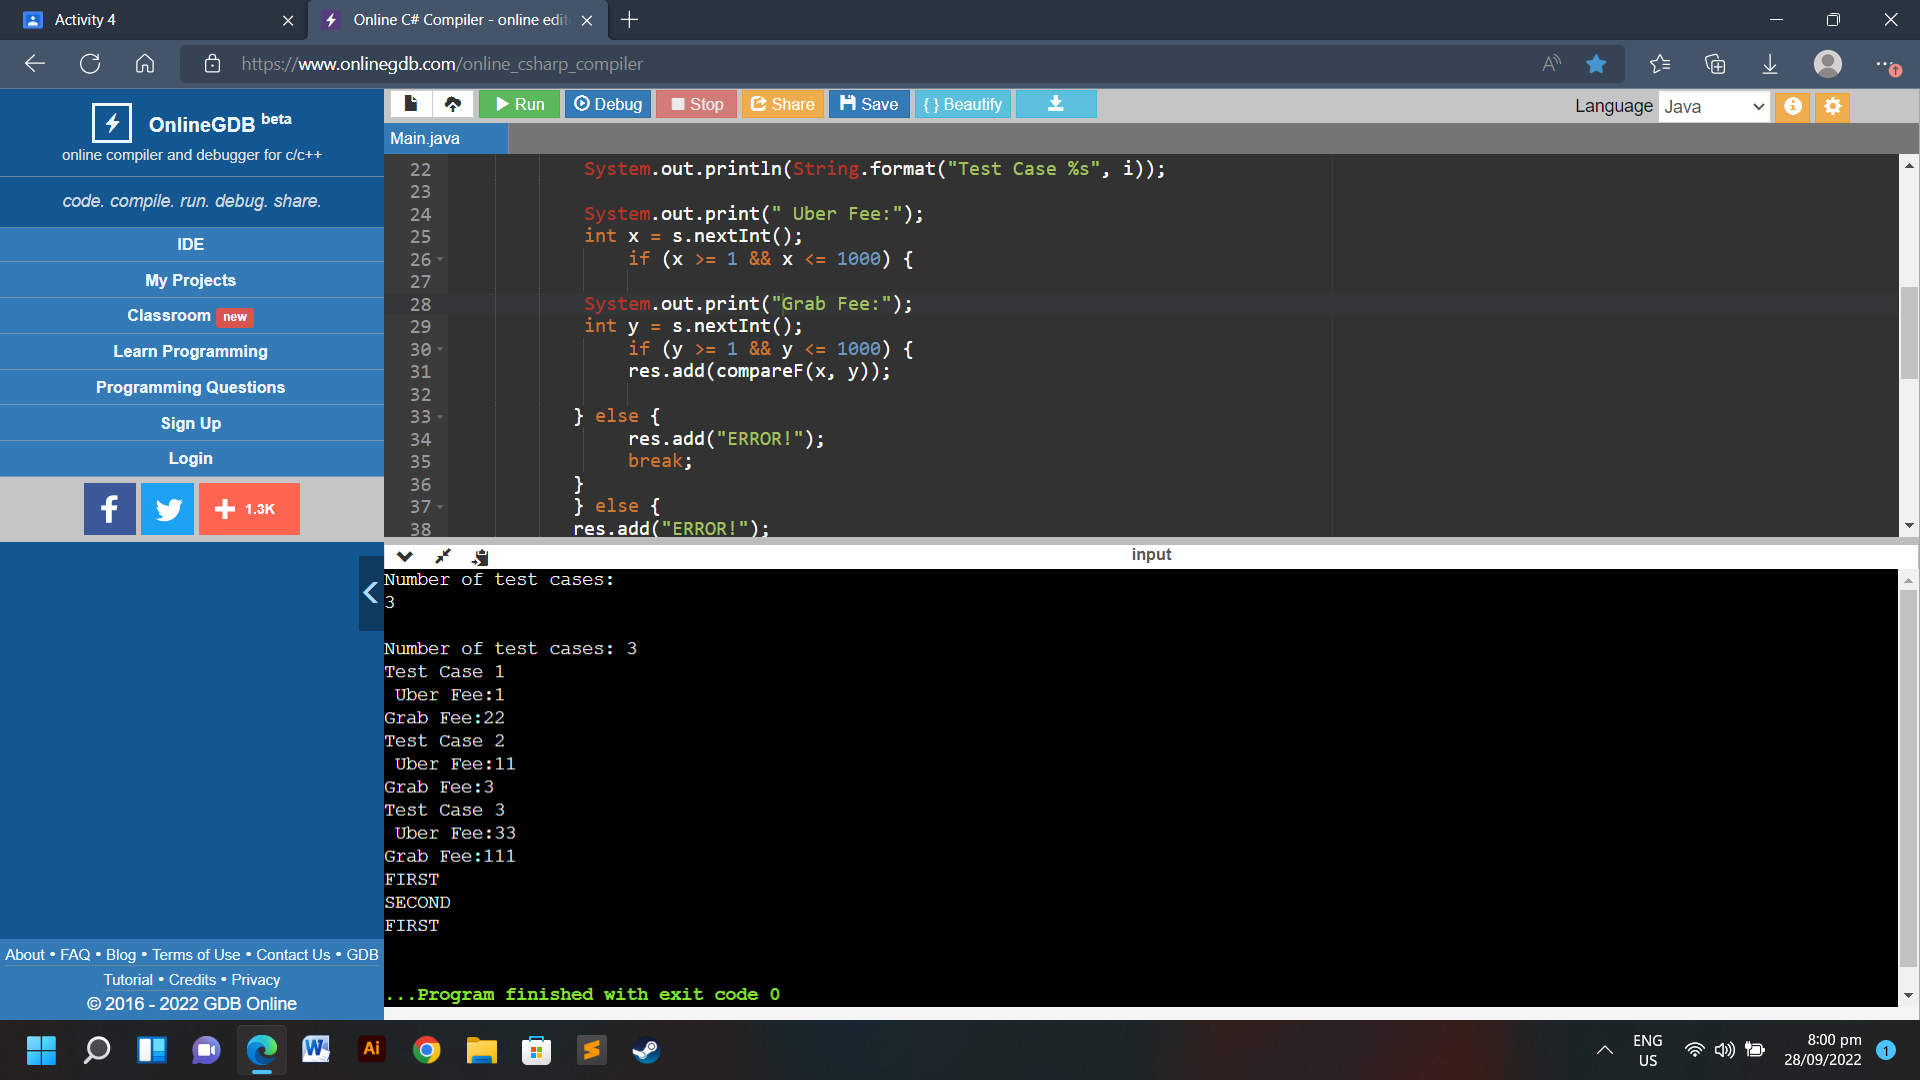 Activity 4
Online C# Compiler - online edit
https://www.onlinegdb.com/online_csharp_compiler
OnlineGDB beta
online compiler and debugger for c/c++
code. compile. run. debug. share.
IDE
My Projects
Classroom new
Learn Programming
Programming Questions
Sign Up
Login
1.3K
About • FAQ • Blog • Terms of Use • Contact Us • GDB
Tutorial • Credits • Privacy
© 2016 - 2022 GDB Online
Run Debug Stop Share Save {} Beautify
Language Java
Main.java
22 System.out.println(String.format("Test Case %s", i));
23
24 System.out.print(" Uber Fee:");
25 int x = s.nextInt();
26 if (x >= 1 && x <= 1000) {
27
28 System.out.print("Grab Fee:");
29 int y = s.nextInt();
30 if (y >= 1 && y <= 1000) {
31 res.add(compareF(x, y));
32
33 } else {
34 res.add("ERROR!");
35 break;
36 }
37 } else {
38 res.add("ERROR!");
input
Number of test cases:
3
Number of test cases: 3
Test Case 1
Uber Fee:1
Grab Fee:22
Test Case 2
Uber Fee:11
Grab Fee:3
Test Case 3
Uber Fee:33
Grab Fee:111
FIRST
SECOND
FIRST
...Program finished with exit code 0
Ai
ENG
US
8:00 pm
28/09/2022
1